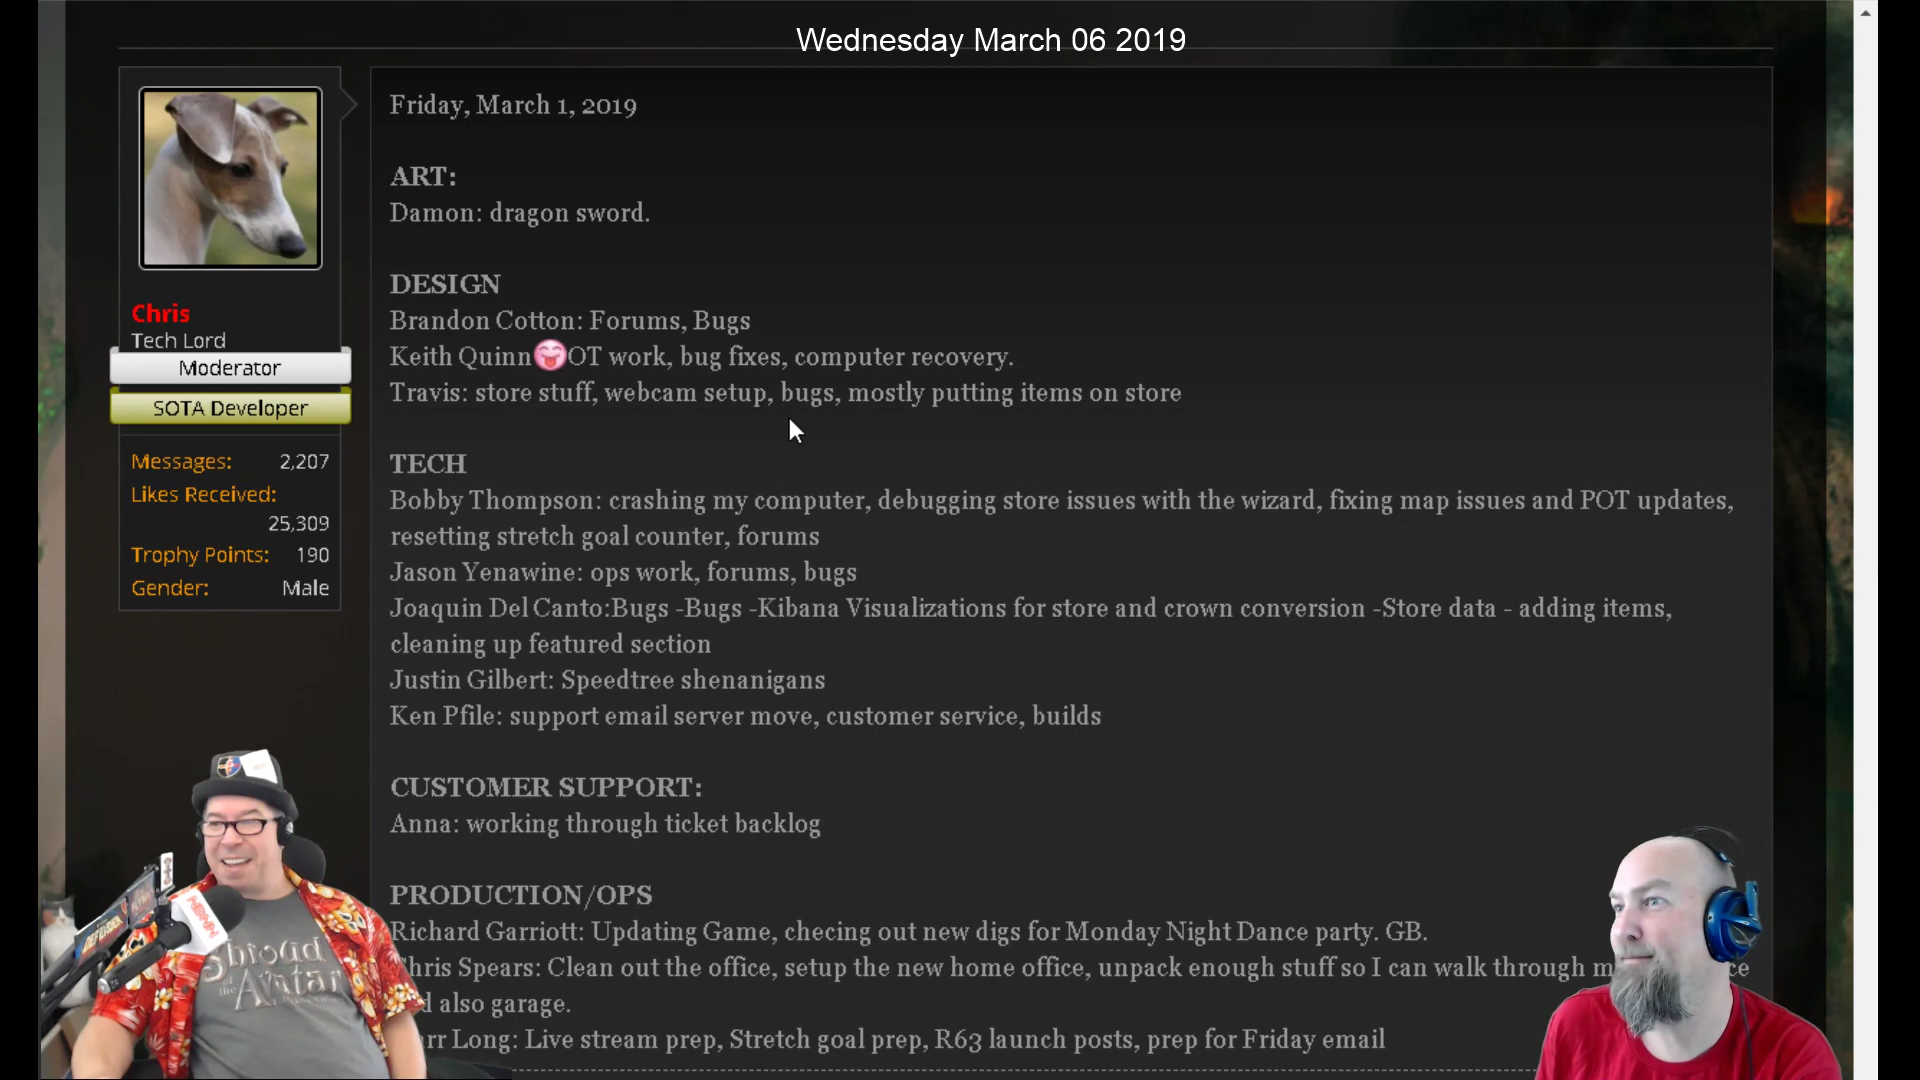 Wednesday March 06 2019
Friday, March 1, 2019
ART:
Damon: dragon sword.
DESIGN
Brandon Cotton: Forums, Bugs
Keith Quinn😝OT work, bug fixes, computer recovery.
Travis: store stuff, webcam setup, bugs, mostly putting items on store
TECH
Bobby Thompson: crashing my computer, debugging store issues with the wizard, fixing map issues and POT updates,
resetting stretch goal counter, forums
Jason Yenawine: ops work, forums, bugs
Joaquin Del Canto:Bugs -Bugs -Kibana Visualizations for store and crown conversion -Store data - adding items,
cleaning up featured section
Justin Gilbert: Speedtree shenanigans
Ken Pfile: support email server move, customer service, builds
CUSTOMER SUPPORT:
Anna: working through ticket backlog
PRODUCTION/OPS
Richard Garriott: Updating Game, checing out new digs for Monday Night Dance party. GB.
hris Spears: Clean out the office, setup the new home office, unpack enough stuff so I can walk through
also garage.
Long: Live stream prep, Stretch goal prep, R63 launch posts, prep for Friday email
Chris
Tech Lord
Moderator
SOTA Developer
Messages: 2,207
Likes Received:
25,309
Trophy Points: 190
Gender: Male
Shroud
of the
Avatar
DEFENDER